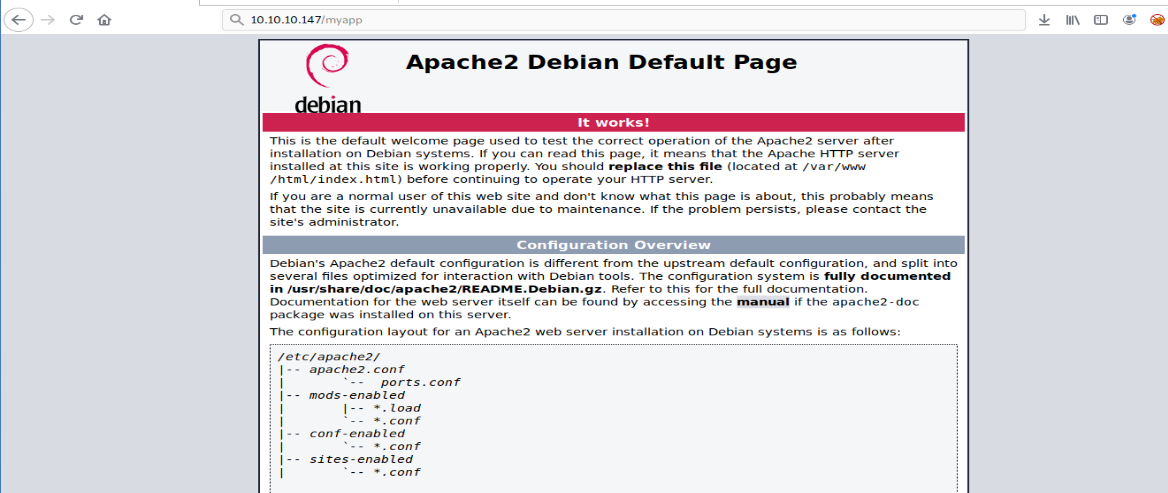 10.10.10.147/myapp
debian
Apache2 Debian Default Page
It works!
This is the default welcome page used to test the correct operation of the Apache2 server after
installation on Debian systems. If you can read this page, it means that the Apache HTTP server
installed at this site is working properly. You should replace this file (located at /var/www
/html/index.html) before continuing to operate your HTTP server.
If you are a normal user of this web site and don't know what this page is about, this probably means
that the site is currently unavailable due to maintenance. If the problem persists, please contact the
site's administrator.
Configuration Overview
Debian's Apache2 default configuration is different from the upstream default configuration, and split into
several files optimized for interaction with Debian tools. The configuration system is fully documented
in /usr/share/doc/apache2/README.Debian.gz. Refer to this for the full documentation.
Documentation for the web server itself can be found by accessing the manual if the apache2-doc
package was installed on this server.
The configuration layout for an Apache2 web server installation on Debian systems is as follows:
/etc/apache2/
|-- apache2.conf
|       `--  ports.conf
|-- mods-enabled
|       |-- *.load
|       `-- *.conf
|-- conf-enabled
|       `-- *.conf
|-- sites-enabled
|       `-- *.conf